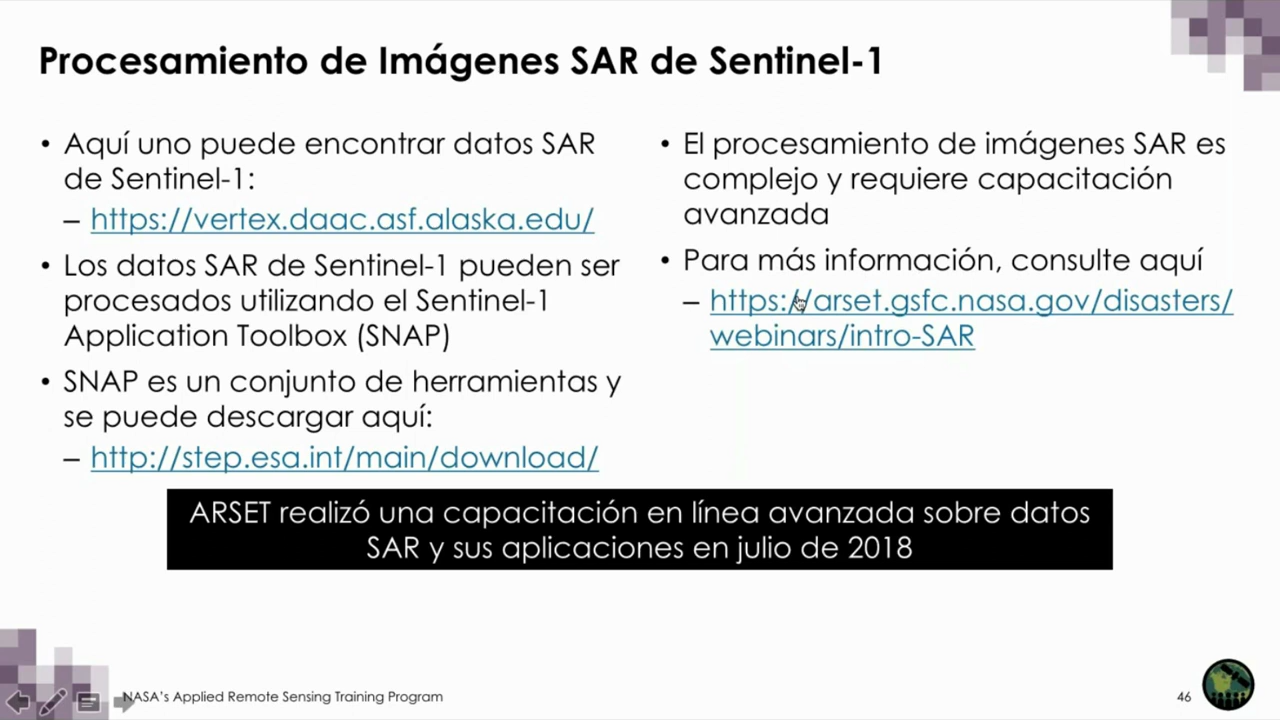 Procesamiento de Imágenes SAR de Sentinel-1
• Aquí uno puede encontrar datos SAR
de Sentinel-1:
– https://vertex.daac.asf.alaska.edu/
• Los datos SAR de Sentinel-1 pueden ser
procesados utilizando el Sentinel-1
Application Toolbox (SNAP)
• SNAP es un conjunto de herramientas y
se puede descargar aquí:
– http://step.esa.int/main/download/
• El procesamiento de imágenes SAR es
complejo y requiere capacitación
avanzada
• Para más información, consulte aquí
– https://arset.gsfc.nasa.gov/disasters/
webinars/intro-SAR
ARSET realizó una capacitación en línea avanzada sobre datos
SAR y sus aplicaciones en julio de 2018
NASA's Applied Remote Sensing Training Program
46